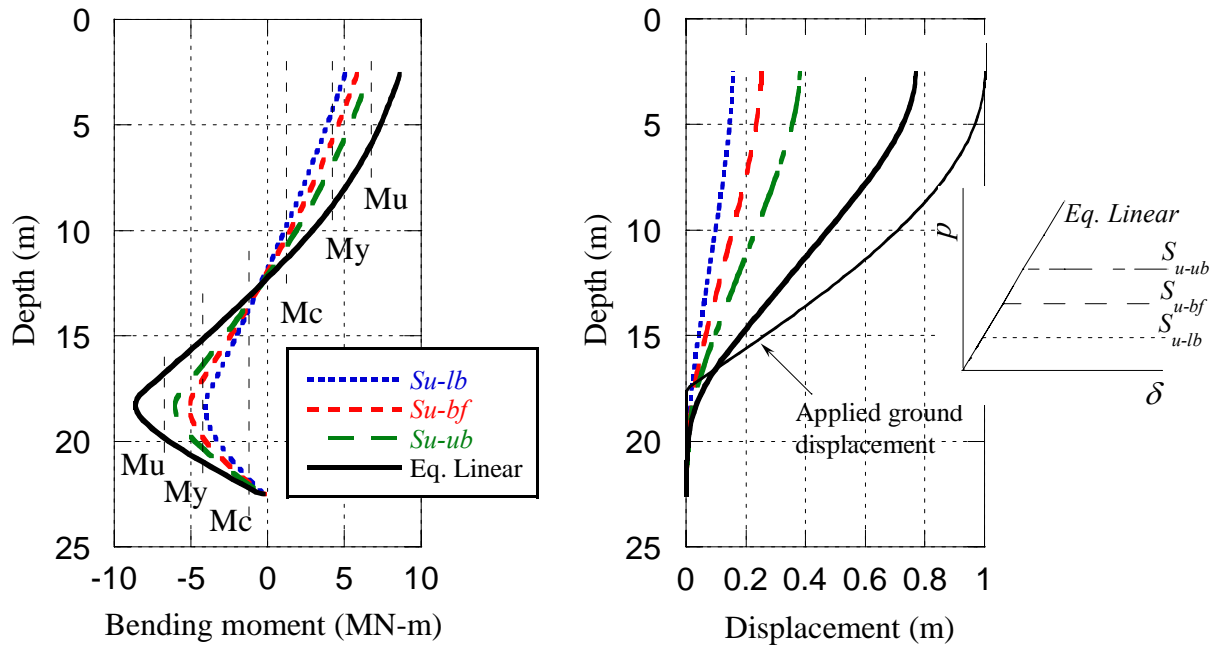 0
5
10
15
20
25
Depth (m)
-10
-5
0
5
10
Bending moment (MN-m)
Mu
My
Mc
Mu
My
Mc
Su-lb
Su-bf
Su-ub
Eq. Linear
0
5
10
15
20
25
Depth (m)
0
0.2
0.4
0.6
0.8
1
Displacement (m)
Applied ground
displacement
p
Eq. Linear
Su-ub
Su-bf
Su-lb
δ